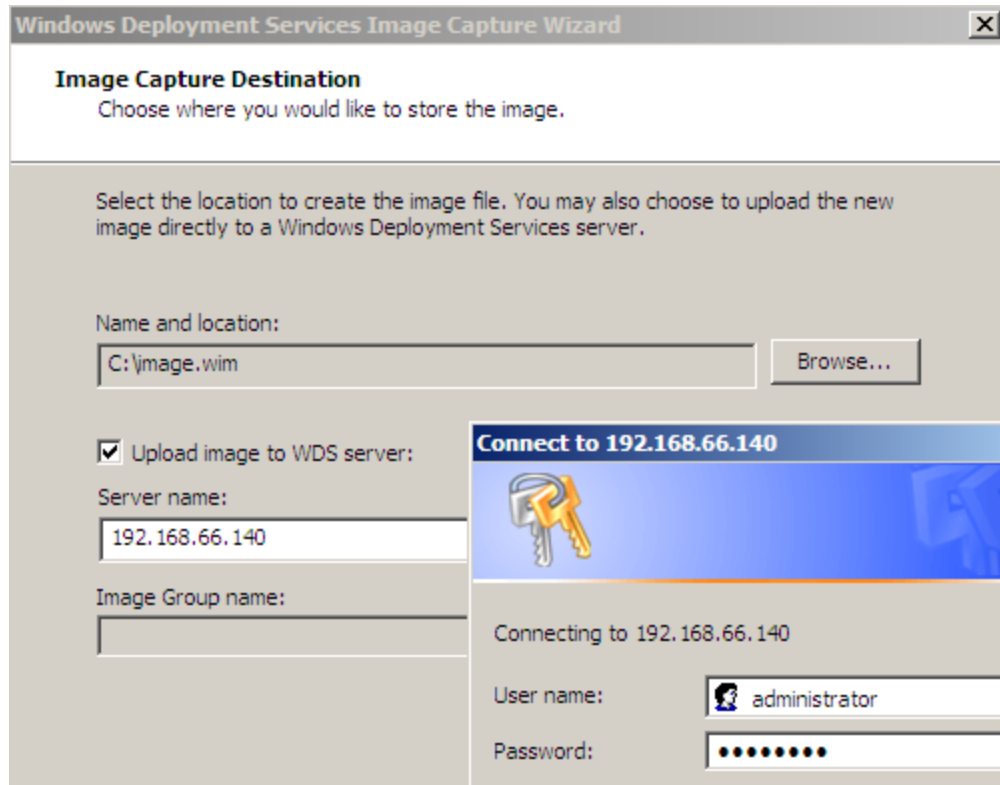 Windows Deployment Services Image Capture Wizard
Image Capture Destination
Choose where you would like to store the image.
Select the location to create the image file. You may also choose to upload the new
image directly to a Windows Deployment Services server.
Name and location:
C:\image.wim
Browse...
Upload image to WDS server:
Server name:
192.168.66.140
Image Group name:
Connect to 192.168.66.140
Connecting to 192.168.66.140
User name:
administrator
Password:
••••••••